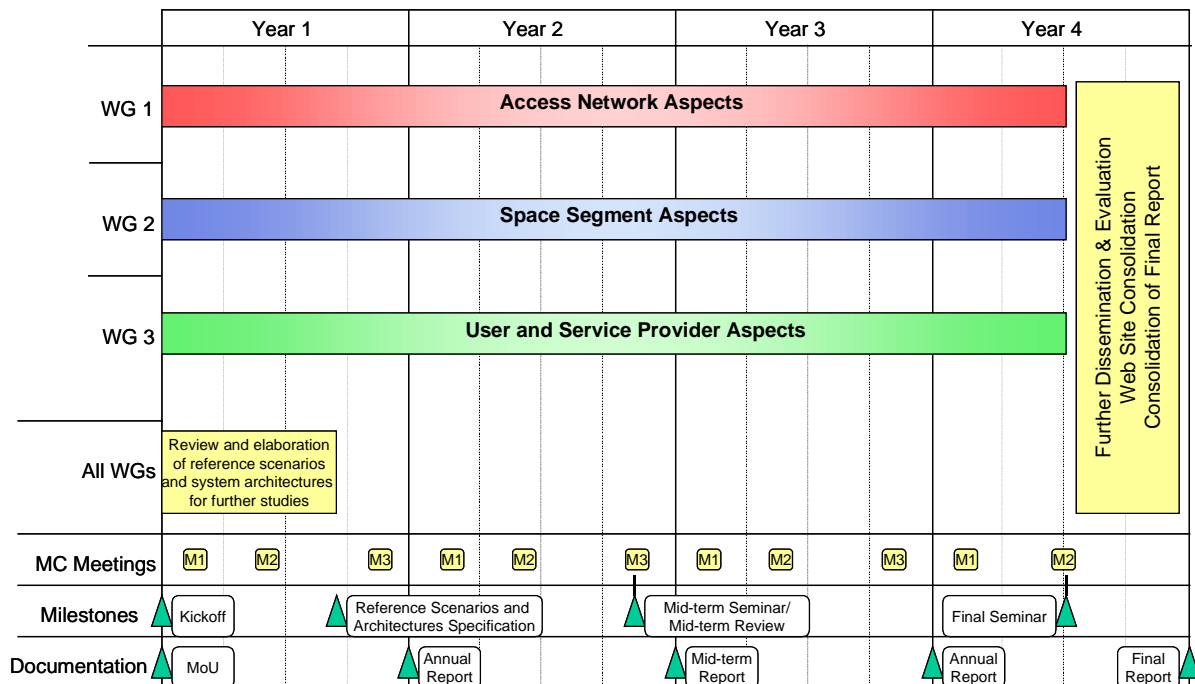 Year 1
Year 2
Year 3
Year 4
WG 1
Access Network Aspects
WG 2
Space Segment Aspects
WG 3
User and Service Provider Aspects
Further Dissemination & Evaluation
Web Site Consolidation
Consolidation of Final Report
All WGs
Review and elaboration
of reference scenarios
and system architectures
for further studies
MC Meetings
M1
M2
M3
M1
M2
M3
M1
M2
M3
M1
M2
Milestones
Kickoff
Reference Scenarios and
Architectures Specification
Mid-term Seminar/
Mid-term Review
Final Seminar
Documentation
MoU
Annual
Report
Mid-term
Report
Annual
Report
Final
Report